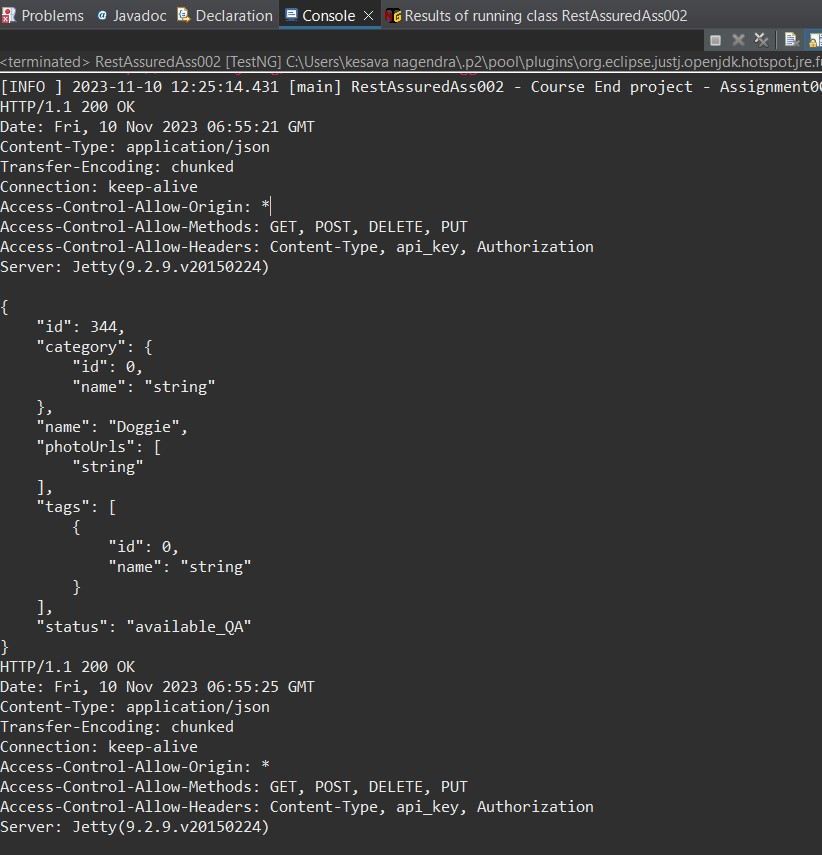 Problems Javadoc Declaration Console Results of running class RestAssuredAss002
<terminated> RestAssuredAss002 [TestNG] C:\Users\kesava nagendra\.p2\pool\plugins\org.eclipse.justj.openjdk.hotspot.jre.fu
[INFO ] 2023-11-10 12:25:14.431 [main] RestAssuredAss002 - Course End project - Assignment00
HTTP/1.1 200 OK
Date: Fri, 10 Nov 2023 06:55:21 GMT
Content-Type: application/json
Transfer-Encoding: chunked
Connection: keep-alive
Access-Control-Allow-Origin: *
Access-Control-Allow-Methods: GET, POST, DELETE, PUT
Access-Control-Allow-Headers: Content-Type, api_key, Authorization
Server: Jetty(9.2.9.v20150224)
{
"id": 344,
"category": {
"id": 0,
"name": "string"
},
"name": "Doggie",
"photoUrls": [
"string"
],
"tags": [
{
"id": 0,
"name": "string"
}
],
"status": "available_QA"
}
HTTP/1.1 200 OK
Date: Fri, 10 Nov 2023 06:55:25 GMT
Content-Type: application/json
Transfer-Encoding: chunked
Connection: keep-alive
Access-Control-Allow-Origin: *
Access-Control-Allow-Methods: GET, POST, DELETE, PUT
Access-Control-Allow-Headers: Content-Type, api_key, Authorization
Server: Jetty(9.2.9.v20150224)